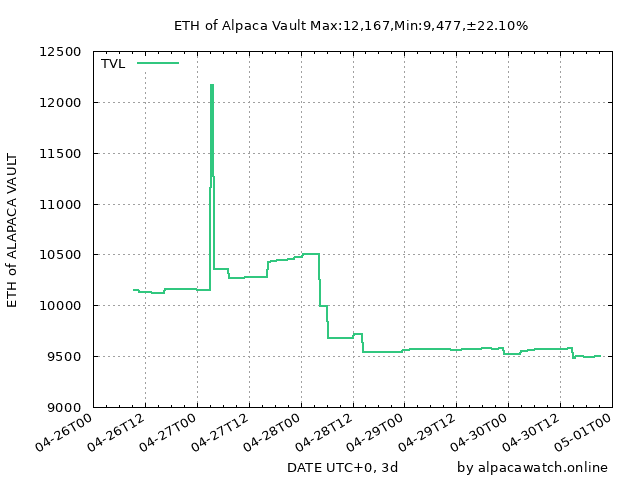 ETH of Alpaca Vault Max:12,167,Min:9,477,±22.10%
TVL
12500
12000
11500
11000
10500
10000
9500
9000
ETH of ALAPACA VAULT
04-26T00
04-26T12
04-27T00
04-27T12
04-28T00
04-28T12
04-29T00
04-29T12
04-30T00
04-30T12
05-01T00
DATE UTC+0, 3d
by alpacawatch.online